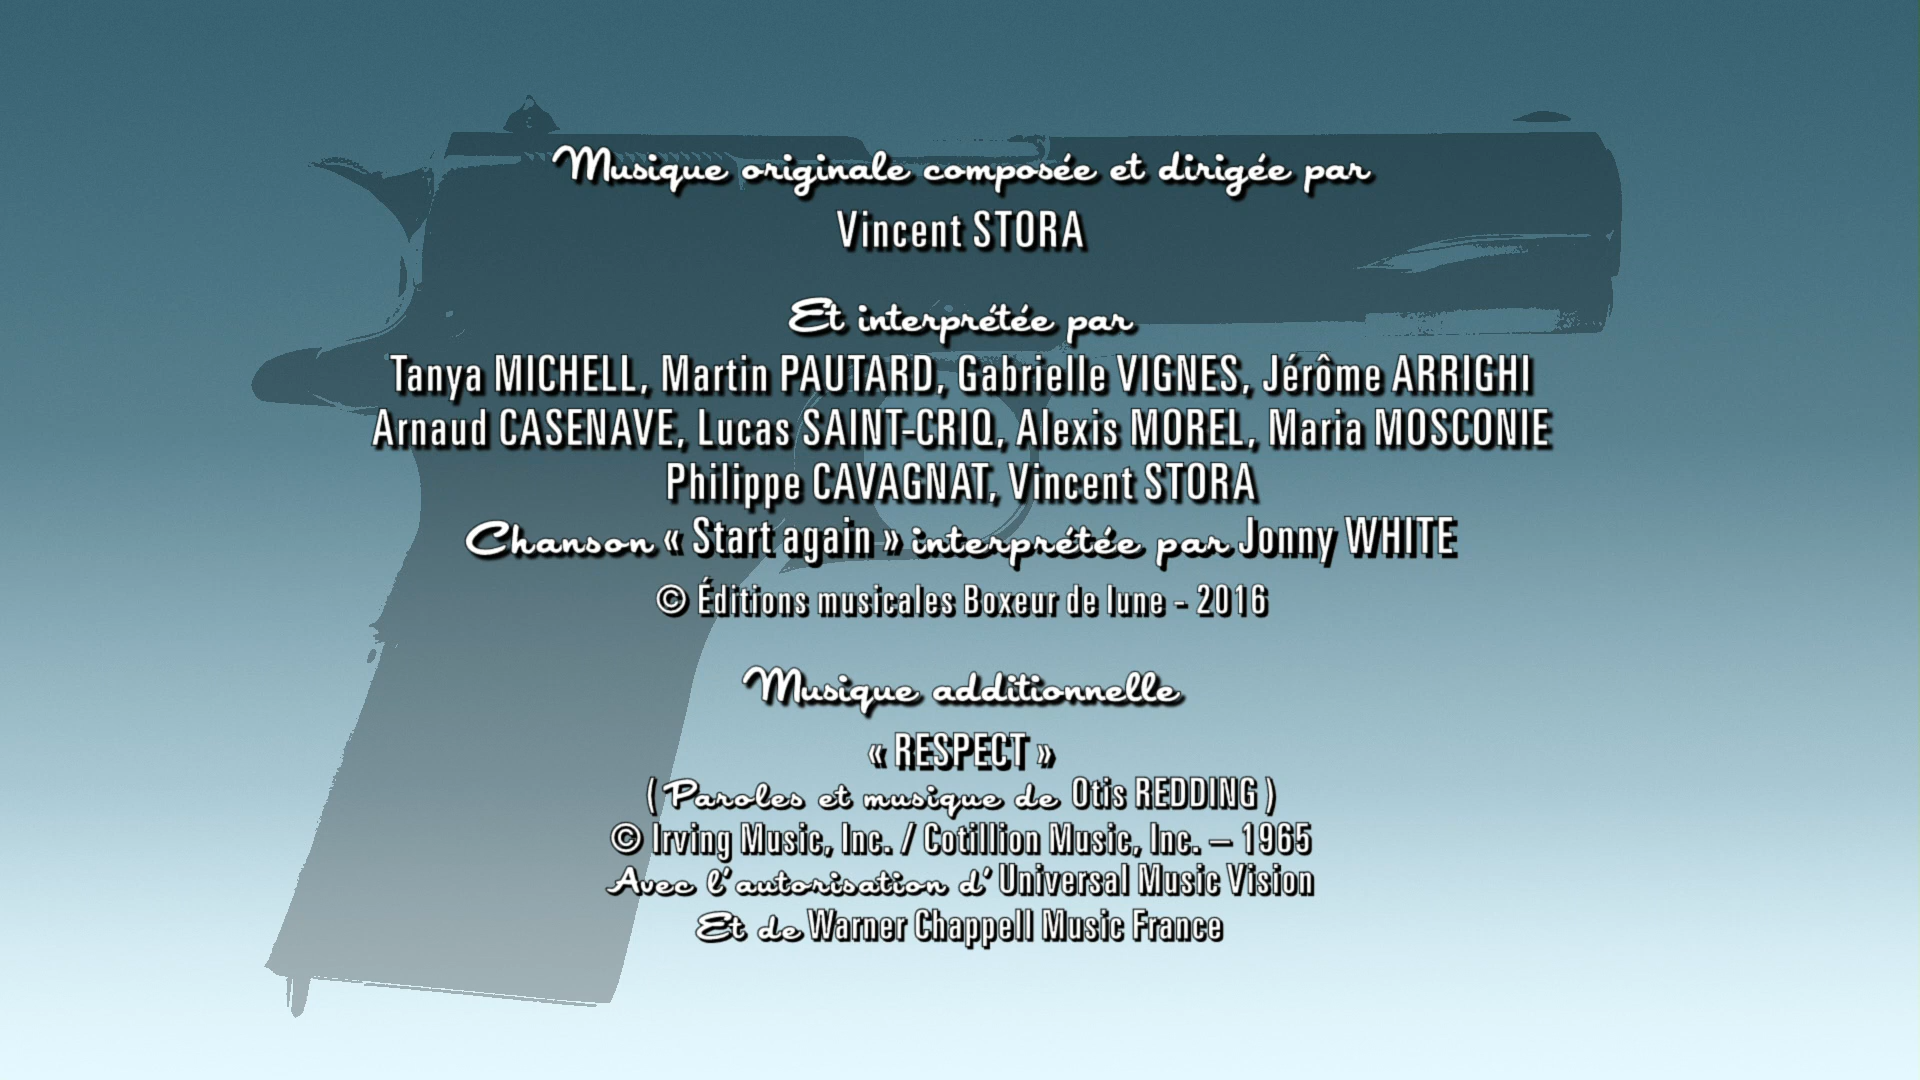 Musique originale composée et dirigée par
Vincent STORA
Et interprétée par
Tanya MICHELL, Martin PAUTARD, Gabrielle VIGNES, Jérôme ARRIGHI
Arnaud CASENAVE, Lucas SAINT-CRIQ, Alexis MOREL, Maria MOSCONIE
Philippe CAVAGNAT, Vincent STORA
Chanson « Start again » interprétée par Jonny WHITE
© Éditions musicales Boxeur de lune - 2016
Musique additionnelle
« RESPECT »
( Paroles et musique de Otis REDDING )
© Irving Music, Inc. / Cotillion Music, Inc. – 1965
Avec l'autorisation d' Universal Music Vision
Et de Warner Chappell Music France